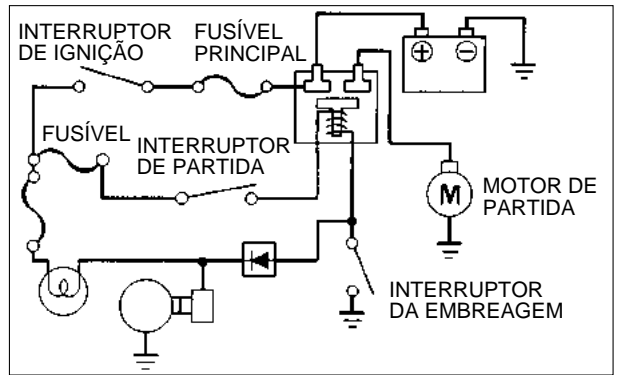 INTERRUPTOR
DE IGNIÇÃO
FUSÍVEL
PRINCIPAL
+ −
FUSÍVEL
INTERRUPTOR
DE PARTIDA
M
MOTOR DE
PARTIDA
INTERRUPTOR
DA EMBREAGEM